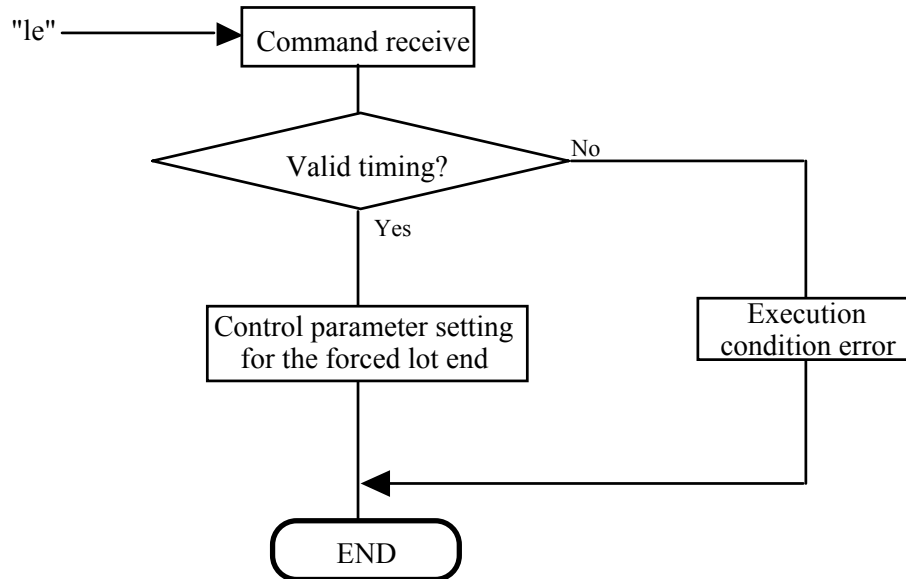 "le"
Command receive
Valid timing?
No
Yes
Control parameter setting
for the forced lot end
Execution
condition error
END